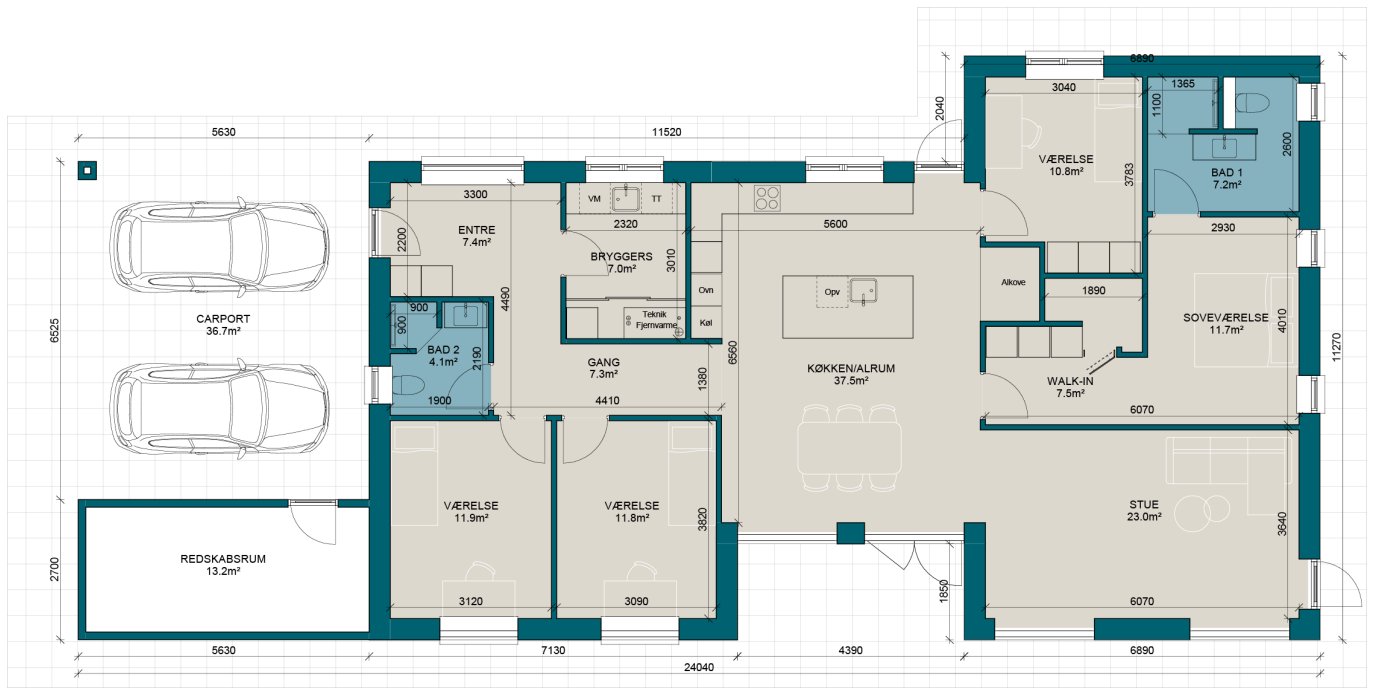 6890
5630
11520
2040
3040
1365
1100
2600
VÆRELSE
10.8m²
3783
BAD 1
7.2m²
VM
TT
3300
2320
5600
2930
2200
ENTRE
7.4m²
BRYGGERS
7.0m²
3010
Ovn
Opv
Alkove
1890
4490
900
900
Teknik
Fjernvarme
Køl
SOVEVÆRELSE
11.7m²
4010
CARPORT
36.7m²
6525
BAD 2
4.1m²
2190
GANG
7.3m²
1380
6560
KØKKEN/ALRUM
37.5m²
WALK-IN
7.5m²
11270
1900
4410
6070
VÆRELSE
11.9m²
VÆRELSE
11.8m²
3820
STUE
23.0m²
3640
REDSKABSRUM
13.2m²
2700
1850
3120
3090
6070
5630
7130
4390
6890
24040